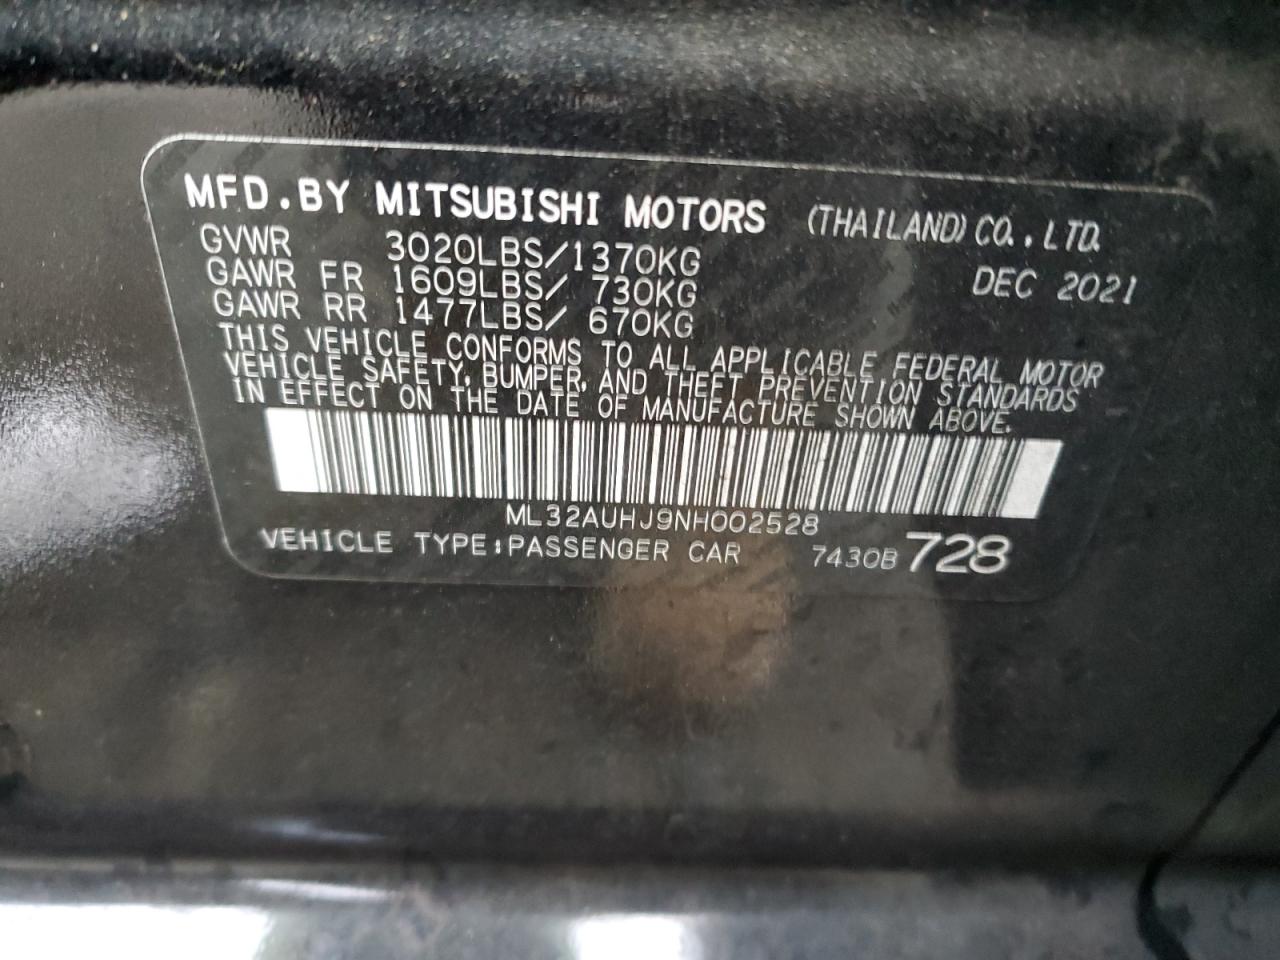 MFD.BY MITSUBISHI MOTORS (THAILAND) CO., LTD.
GVWR 3020LBS/1370KG DEC 2021
GAWR FR 1609LBS/ 730KG
GAWR RR 1477LBS/ 670KG
THIS VEHICLE CONFORMS TO ALL APPLICABLE FEDERAL MOTOR
VEHICLE SAFETY, BUMPER, AND THEFT PREVENTION STANDARDS
IN EFFECT ON THE DATE OF MANUFACTURE SHOWN ABOVE.
ML32AUHJ9NH002528
VEHICLE TYPE:PASSENGER CAR 7430B 728